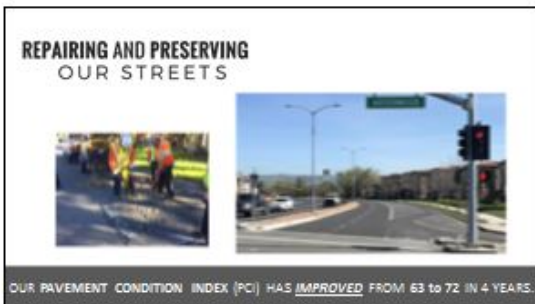 REPAIRING AND PRESERVING
OUR STREETS
OUR PAVEMENT CONDITION INDEX (PCI) HAS IMPROVED FROM 63 to 72 IN 4 YEARS.